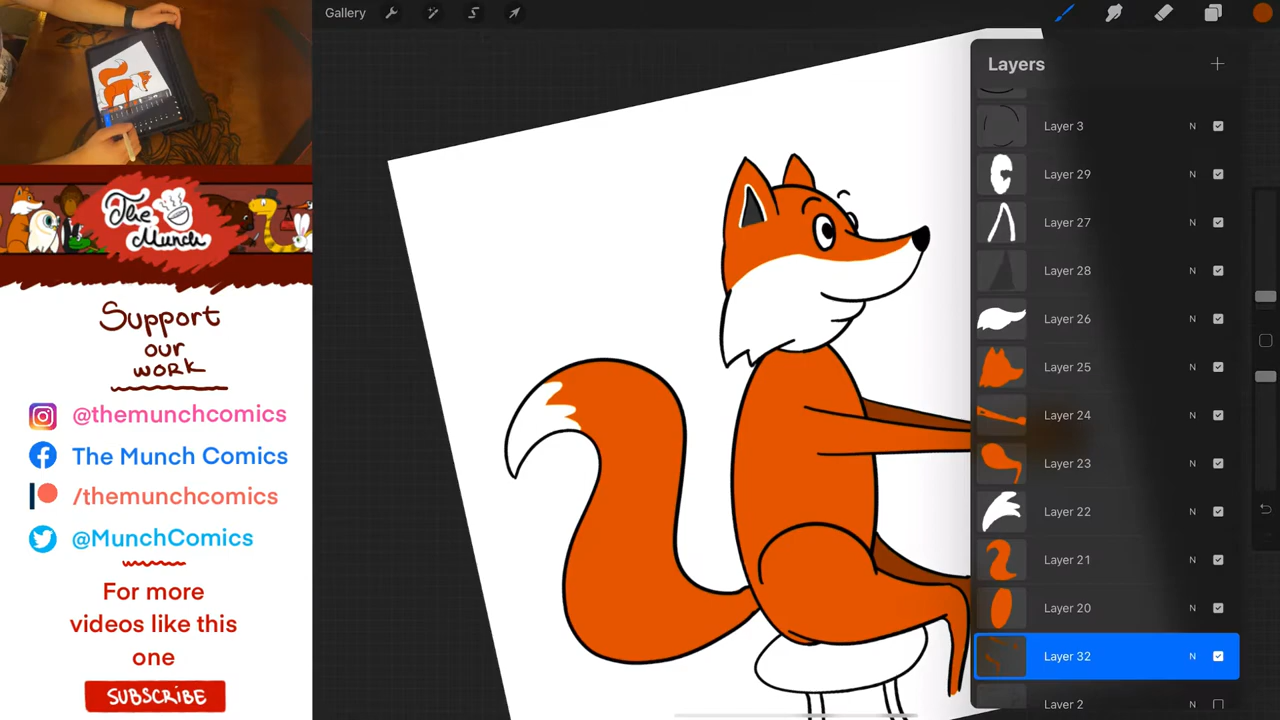 Gallery
Layers
Layer 3 N
Layer 29 N
Layer 27 N
Layer 28 N
Layer 26 N
Layer 25 N
Layer 24 N
Layer 23 N
Layer 22 N
Layer 21 N
Layer 20 N
Layer 32 N
Layer 2 N
The
Munch
Support
our
work
@themunchcomics
The Munch Comics
/themunchcomics
@MunchComics
For more
videos like this
one
SUBSCRIBE